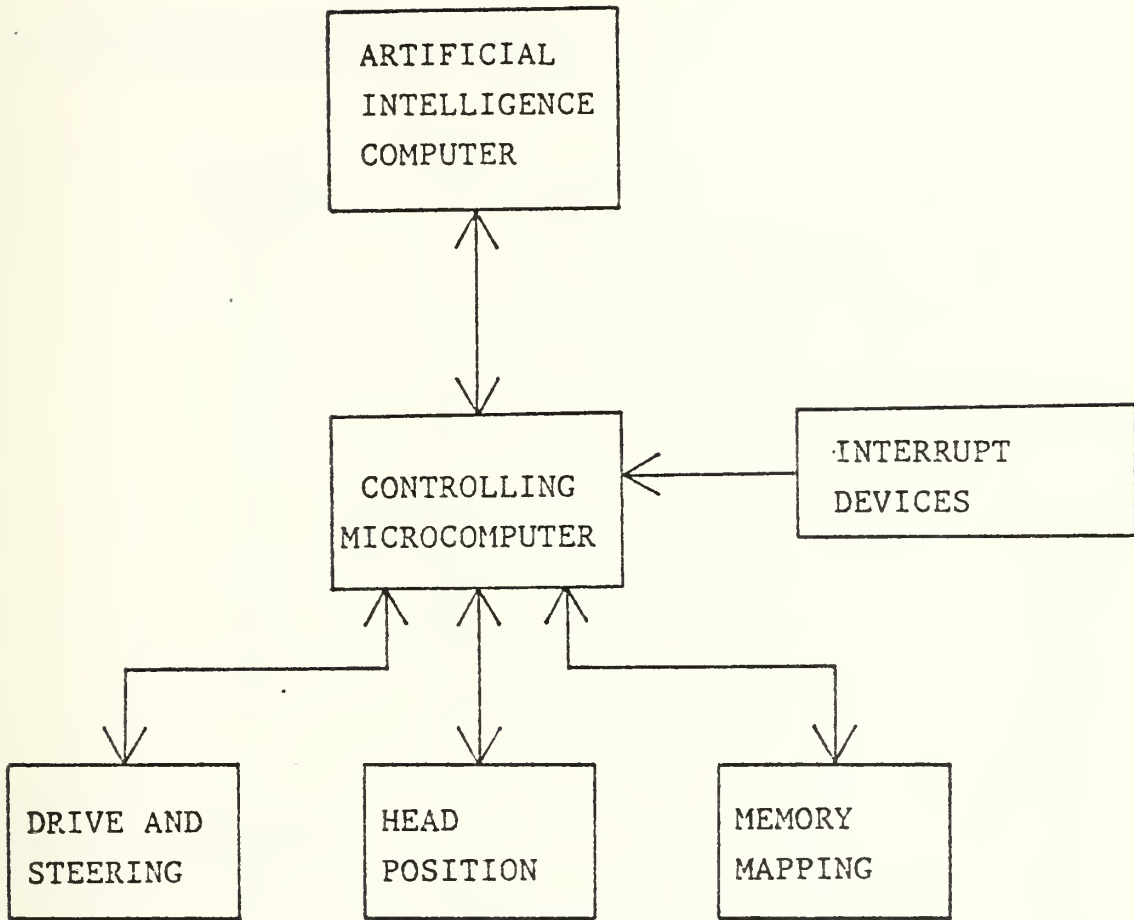 ARTIFICIAL
INTELLIGENCE
COMPUTER
CONTROLLING
MICROCOMPUTER
INTERRUPT
DEVICES
DRIVE AND
STEERING
HEAD
POSITION
MEMORY
MAPPING